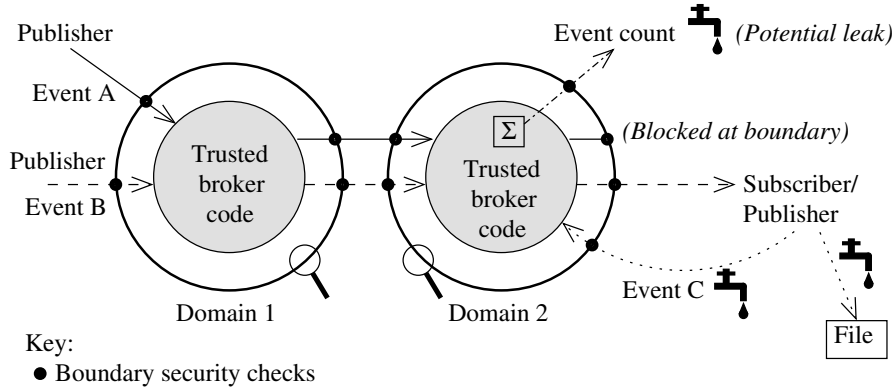 Publisher
Event A
Publisher
Event B
Trusted
broker
code
Domain 1
Σ
Trusted
broker
code
Domain 2
Event count
(Potential leak)
(Blocked at boundary)
Subscriber/
Publisher
Event C
File
Key:
Boundary security checks